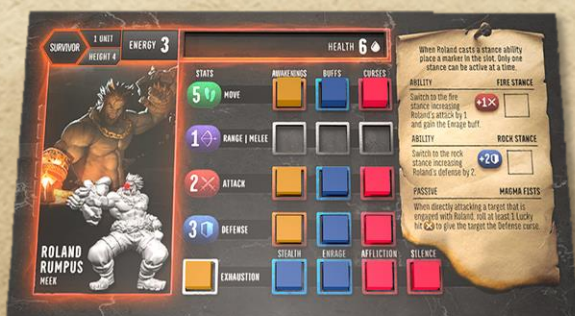 SURVIVOR
1 UNIT
HEIGHT 4
ENERGY 3
HEALTH 6
STATS
AWAKENINGS
BUFFS
CURSES
5 MOVE
1 RANGE | MELEE
2 ATTACK
3 DEFENSE
EXHAUSTION
STEALTH
ENRAGE
AFFLICTION
SILENCE
ROLAND
RUMPUS
MEEK
When Roland casts a stance ability
place a marker in the slot. Only one
stance can be active at a time.
ABILITY FIRE STANCE
Switch to the fire
stance increasing
Roland's attack by 1
and gain the Enrage buff.
+1
ABILITY ROCK STANCE
Switch to the rock
stance increasing
Roland's defense by 2.
+2
PASSIVE MAGMA FISTS
When directly attacking a target that is
engaged with Roland, roll at least 1 Lucky
hit to give the target the Defense curse.